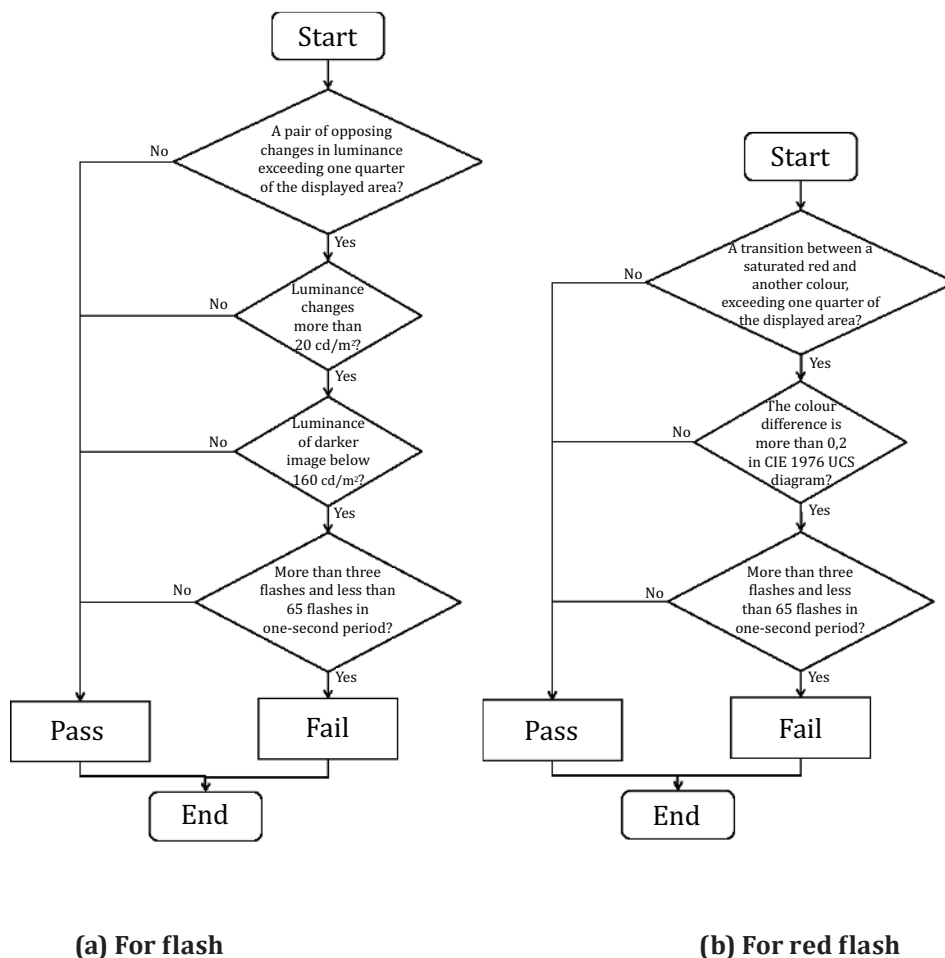 Start
A pair of opposing
changes in luminance
exceeding one quarter
of the displayed area?
No
Yes
Luminance
changes
more than
20 cd/m²?
No
Yes
Luminance
of darker
image below
160 cd/m²?
No
Yes
More than three
flashes and less than
65 flashes in
one-second period?
No
Yes
Pass
Fail
End
(a) For flash
Start
A transition between a
saturated red and
another colour,
exceeding one quarter of
the displayed area?
No
Yes
The colour
difference is
more than 0,2
in CIE 1976 UCS
diagram?
No
Yes
More than three
flashes and less
than 65 flashes in
one-second period?
No
Yes
Pass
Fail
End
(b) For red flash